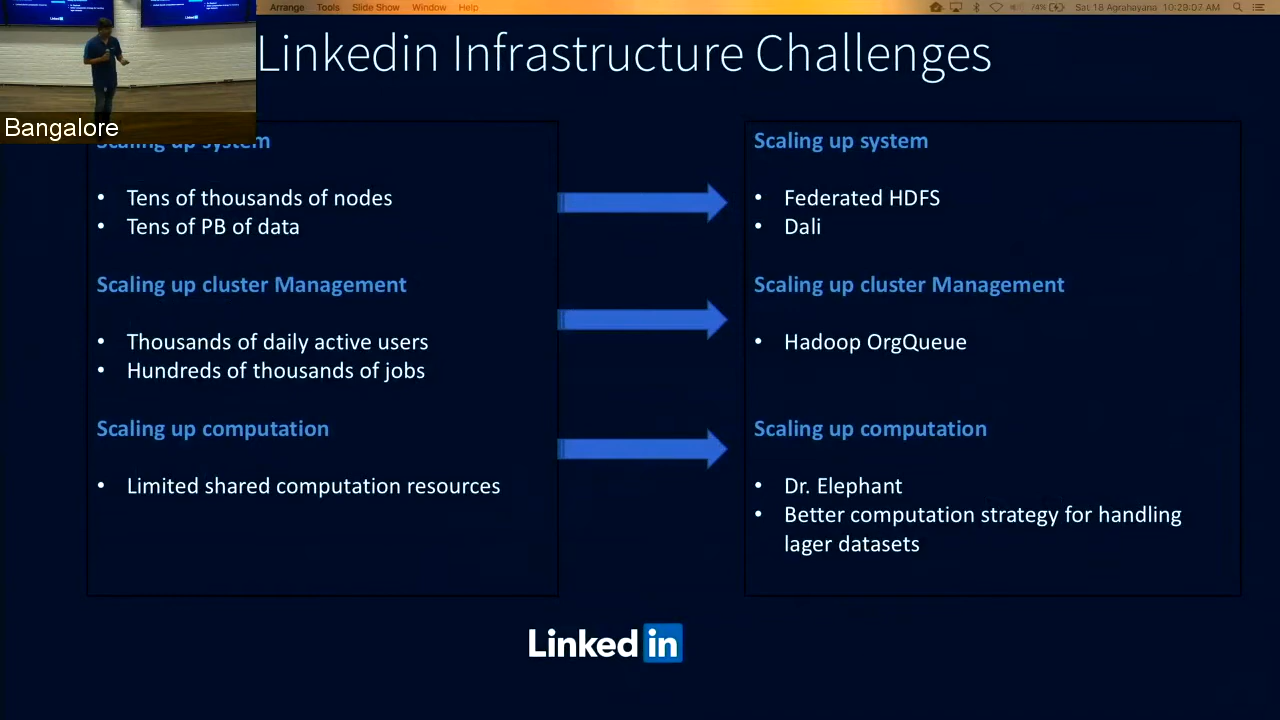 Arrange Tools Slide Show Window Help
74% Sat 18 Agrahayana 10:29:07 AM
Linkedin Infrastructure Challenges
Bangalore
Scaling up system
• Tens of thousands of nodes
• Tens of PB of data
Scaling up cluster Management
• Thousands of daily active users
• Hundreds of thousands of jobs
Scaling up computation
• Limited shared computation resources
Scaling up system
• Federated HDFS
• Dali
Scaling up cluster Management
• Hadoop OrgQueue
Scaling up computation
• Dr. Elephant
• Better computation strategy for handling
lager datasets
Linked in